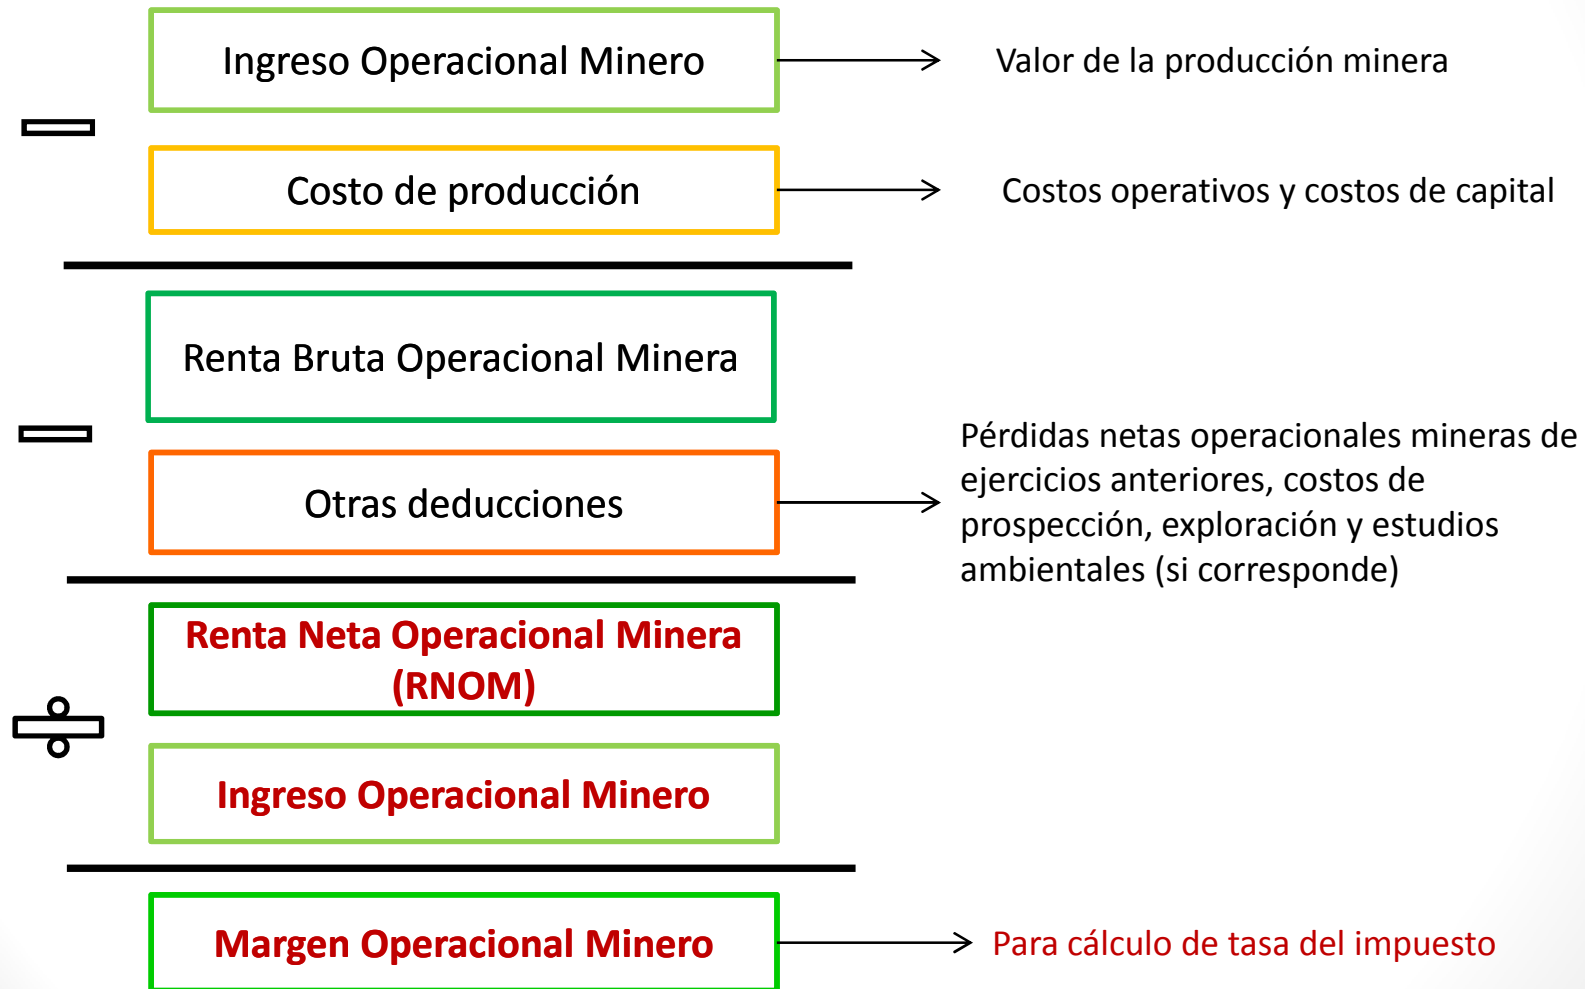 Ingreso Operacional Minero
Valor de la producción minera
Costo de producción
Costos operativos y costos de capital
Renta Bruta Operacional Minera
Otras deducciones
Pérdidas netas operacionales mineras de
ejercicios anteriores, costos de
prospección, exploración y estudios
ambientales (si corresponde)
Renta Neta Operacional Minera
(RNOM)
Ingreso Operacional Minero
Margen Operacional Minero
Para cálculo de tasa del impuesto